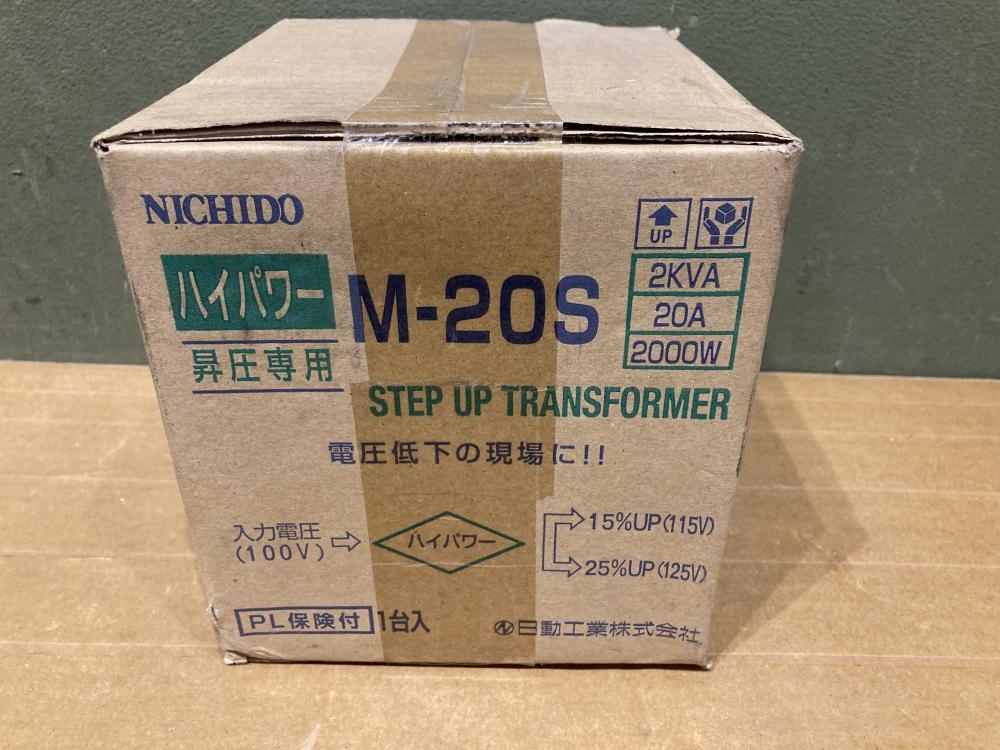 NICHIDO
UP
ハイパワー
M-20S
2KVA
20A
2000W
昇圧専用
STEP UP TRANSFORMER
電圧低下の現場に!!
入力電圧
(100V)
ハイパワー
15%UP(115V)
25%UP(125V)
PL保険付
1台入
日動工業株式会社